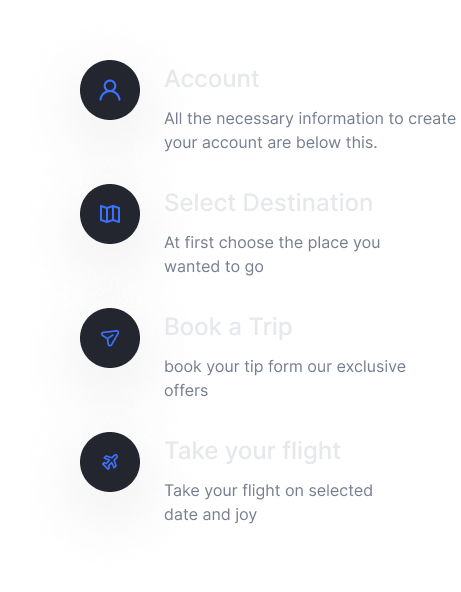 Account
All the necessary information to create
your account are below this.
Select Destination
At first choose the place you
wanted to go
Book a Trip
book your tip form our exclusive
offers
Take your flight
Take your flight on selected
date and joy